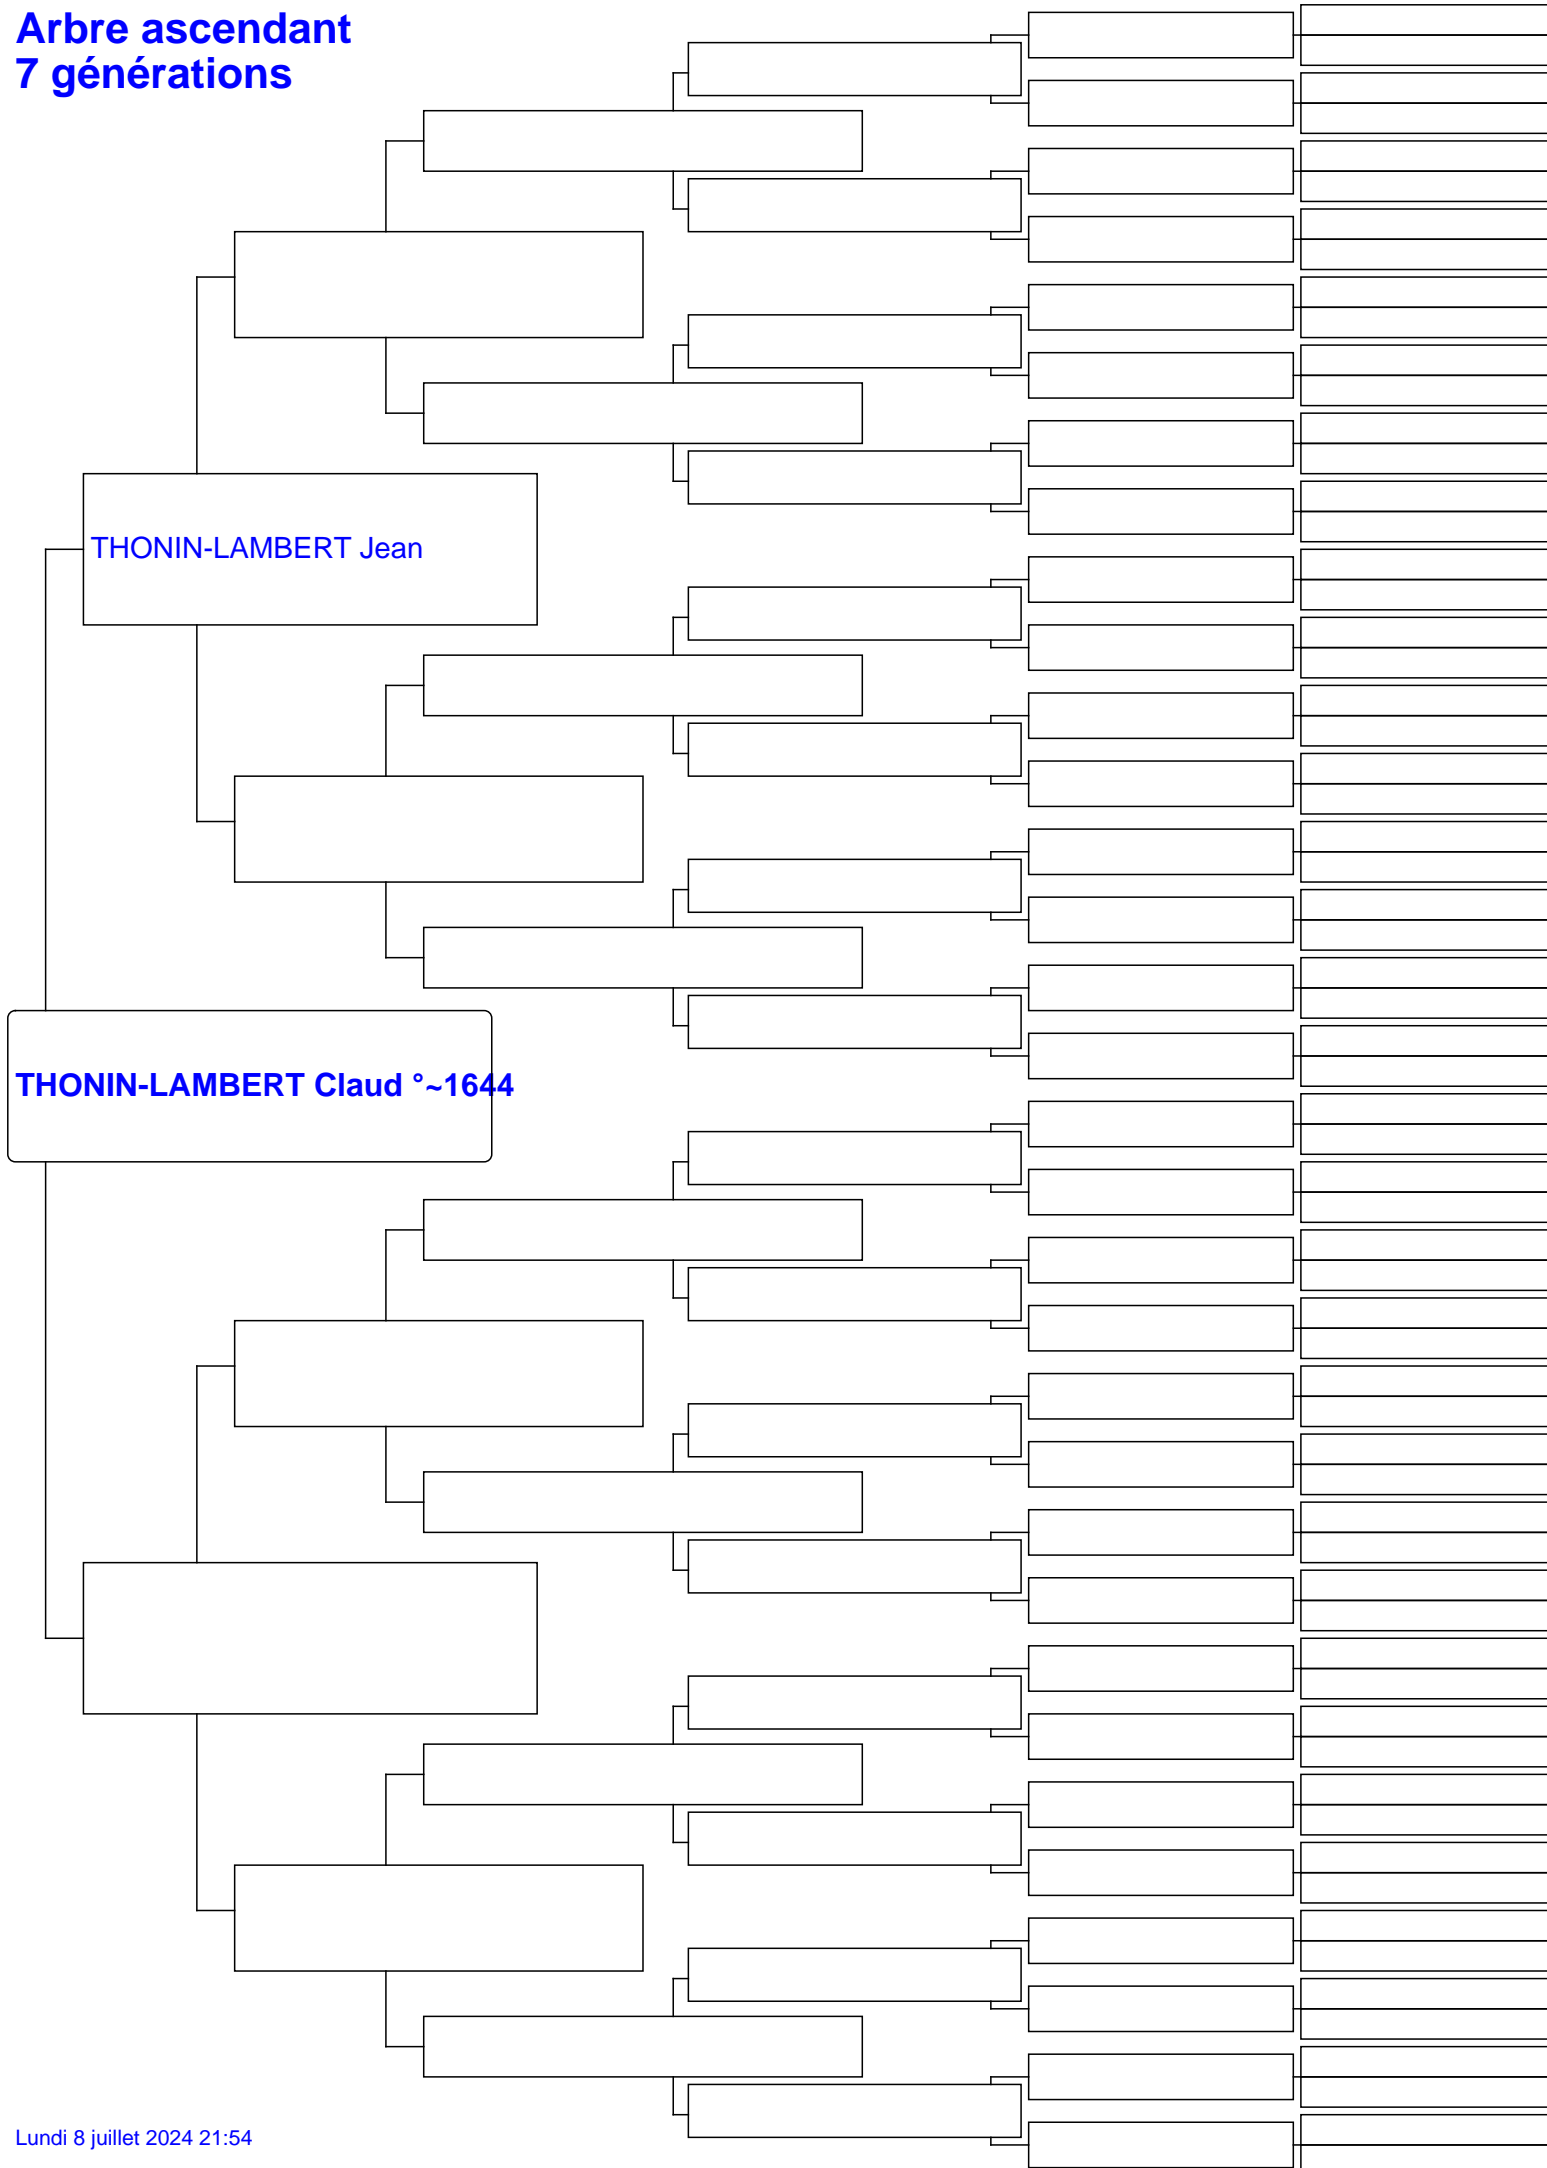 Arbre ascendant
7 générations
THONIN-LAMBERT Jean
THONIN-LAMBERT Claud °~1644
Lundi 8 juillet 2024 21:54